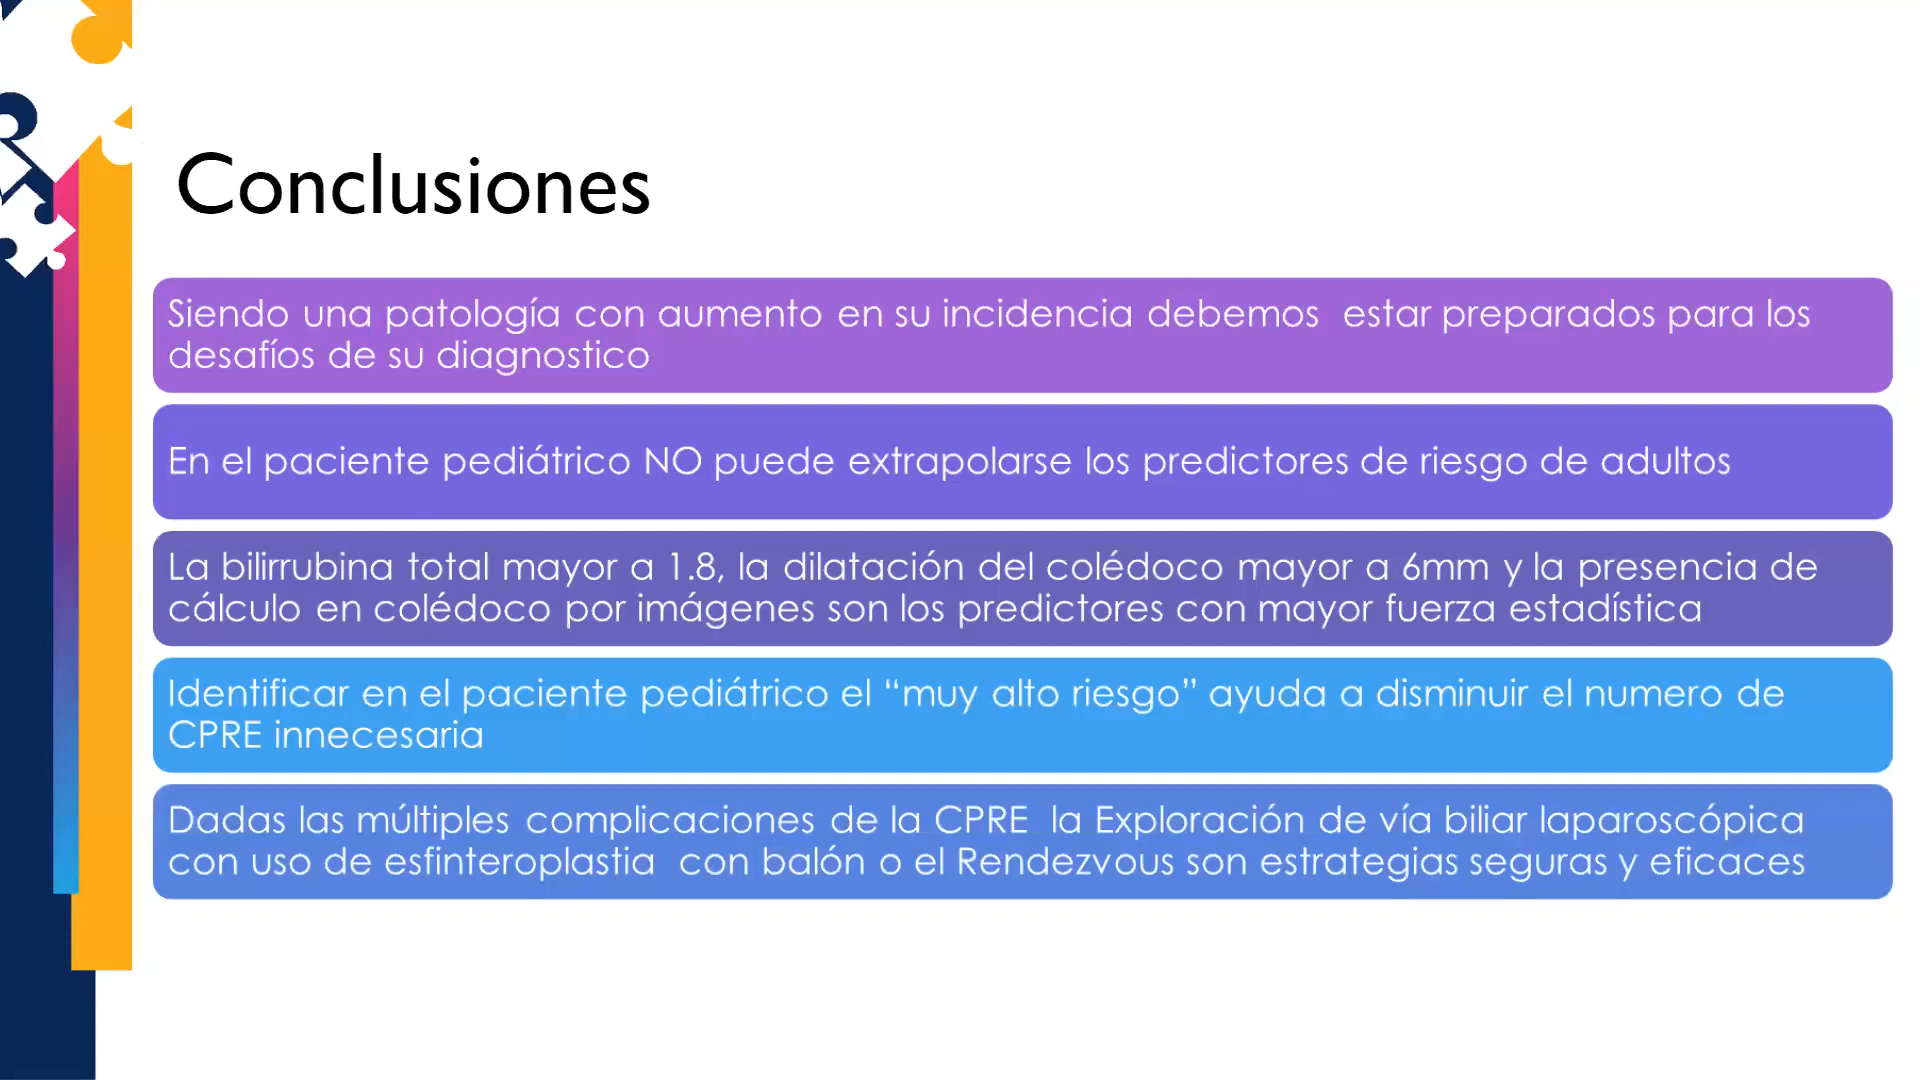 Conclusiones
Siendo una patología con aumento en su incidencia debemos  estar preparados para los
desafíos de su diagnostico
En el paciente pediátrico NO puede extrapolarse los predictores de riesgo de adultos
La bilirrubina total mayor a 1.8, la dilatación del colédoco mayor a 6mm y la presencia de
cálculo en colédoco por imágenes son los predictores con mayor fuerza estadística
Identificar en el paciente pediátrico el “muy alto riesgo” ayuda a disminuir el numero de
CPRE innecesaria
Dadas las múltiples complicaciones de la CPRE  la Exploración de vía biliar laparoscópica
con uso de esfinteroplastia  con balón o el Rendezvous son estrategias seguras y eficaces